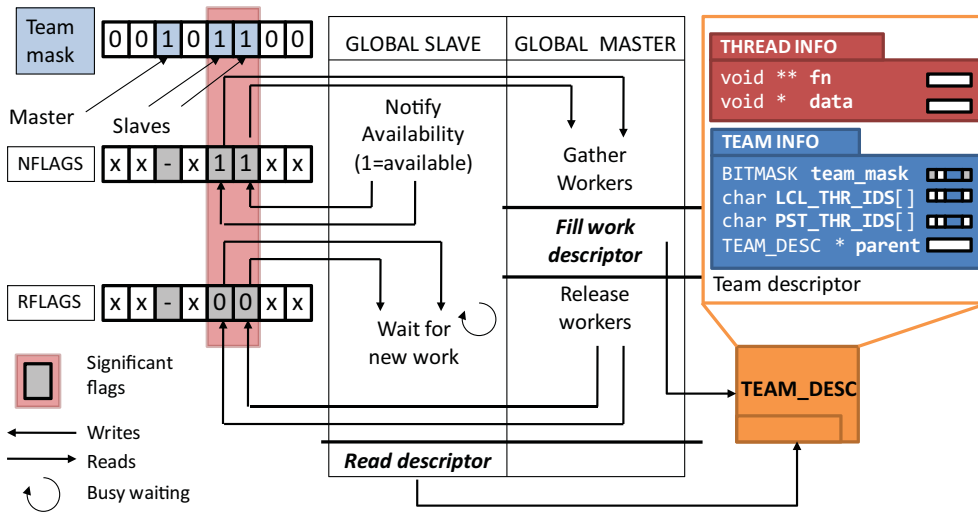 Team
mask
0 0 1 0 1 1 0 0
Master
Slaves
NFLAGS
x x - x 1 1 x x
RFLAGS
x x - x 0 0 x x
Significant
flags
Writes
Reads
Busy waiting
GLOBAL SLAVE
GLOBAL MASTER
Notify
Availability
(1=available)
Gather
Workers
Fill work
descriptor
Release
workers
Wait for
new work
Read descriptor
THREAD INFO
void ** fn
void * data
TEAM INFO
BITMASK team_mask
char LCL_THR_IDS[]
char PST_THR_IDS[]
TEAM_DESC * parent
Team descriptor
TEAM_DESC